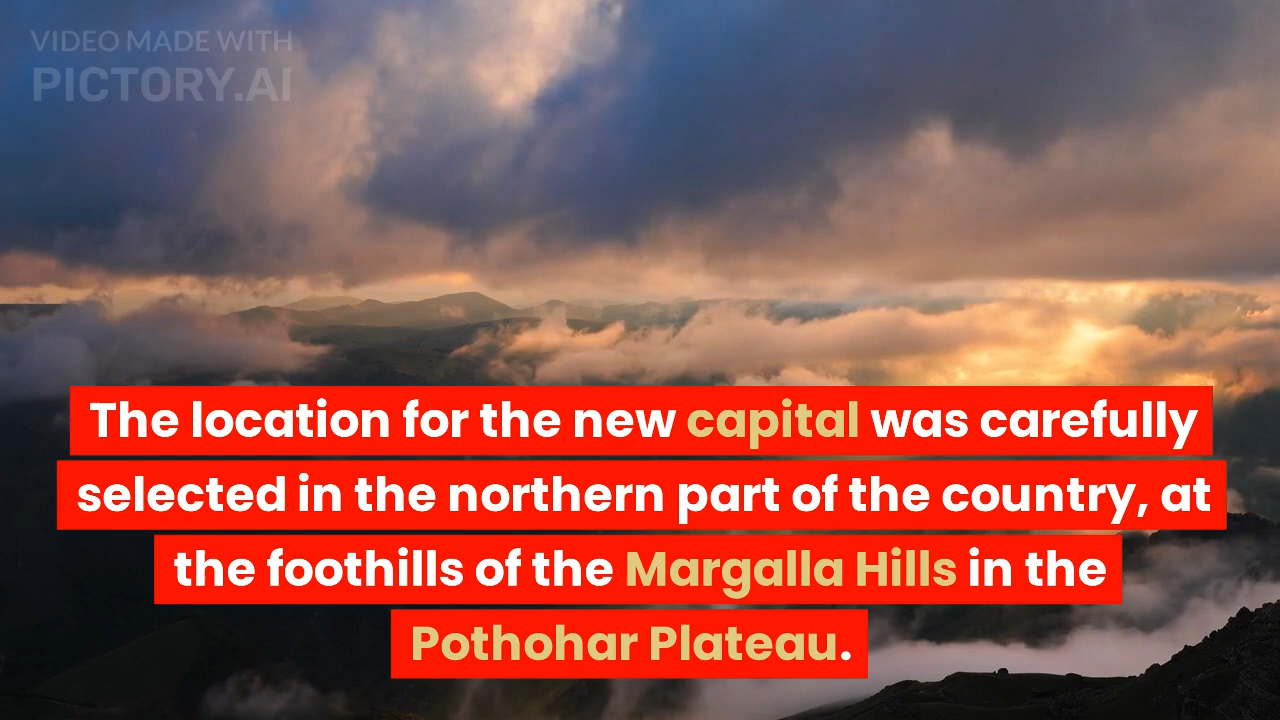 VIDEO MADE WITH
PICTORY.AI
The location for the new capital was carefully
selected in the northern part of the country, at
the foothills of the Margalla Hills in the
Pothohar Plateau.